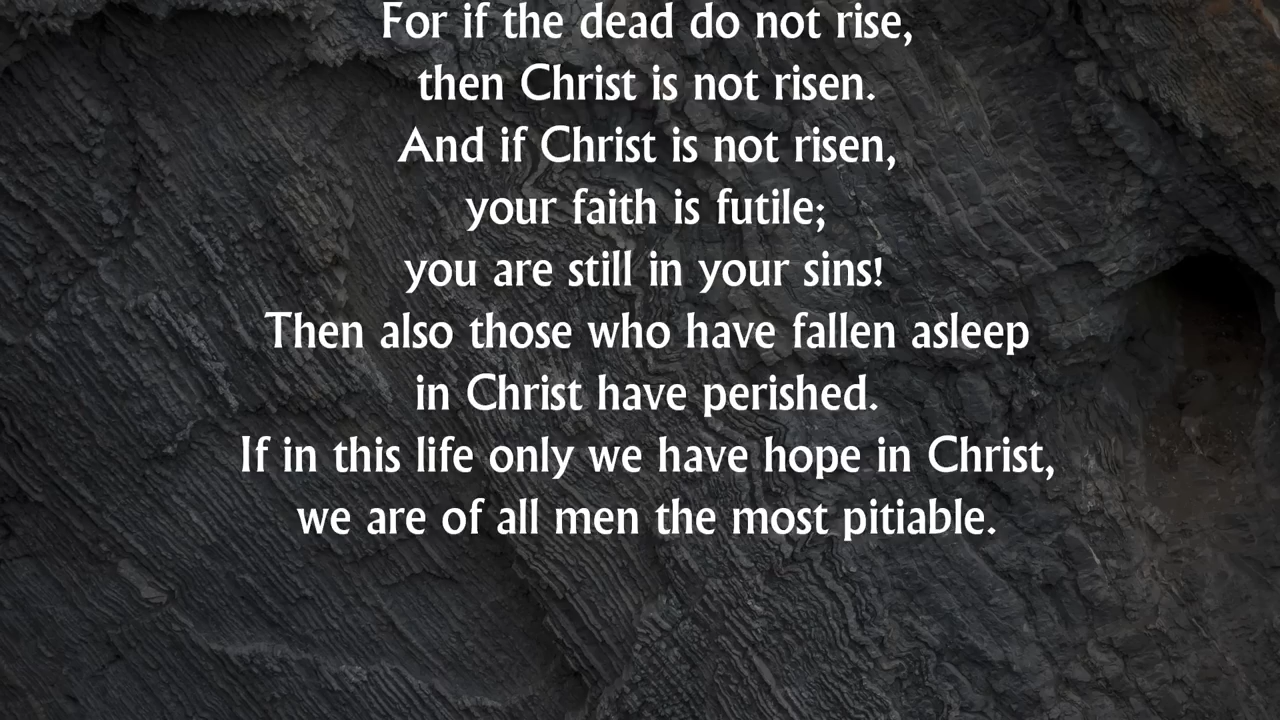 For if the dead do not rise,
then Christ is not risen.
And if Christ is not risen,
your faith is futile;
you are still in your sins!
Then also those who have fallen asleep
in Christ have perished.
If in this life only we have hope in Christ,
we are of all men the most pitiable.